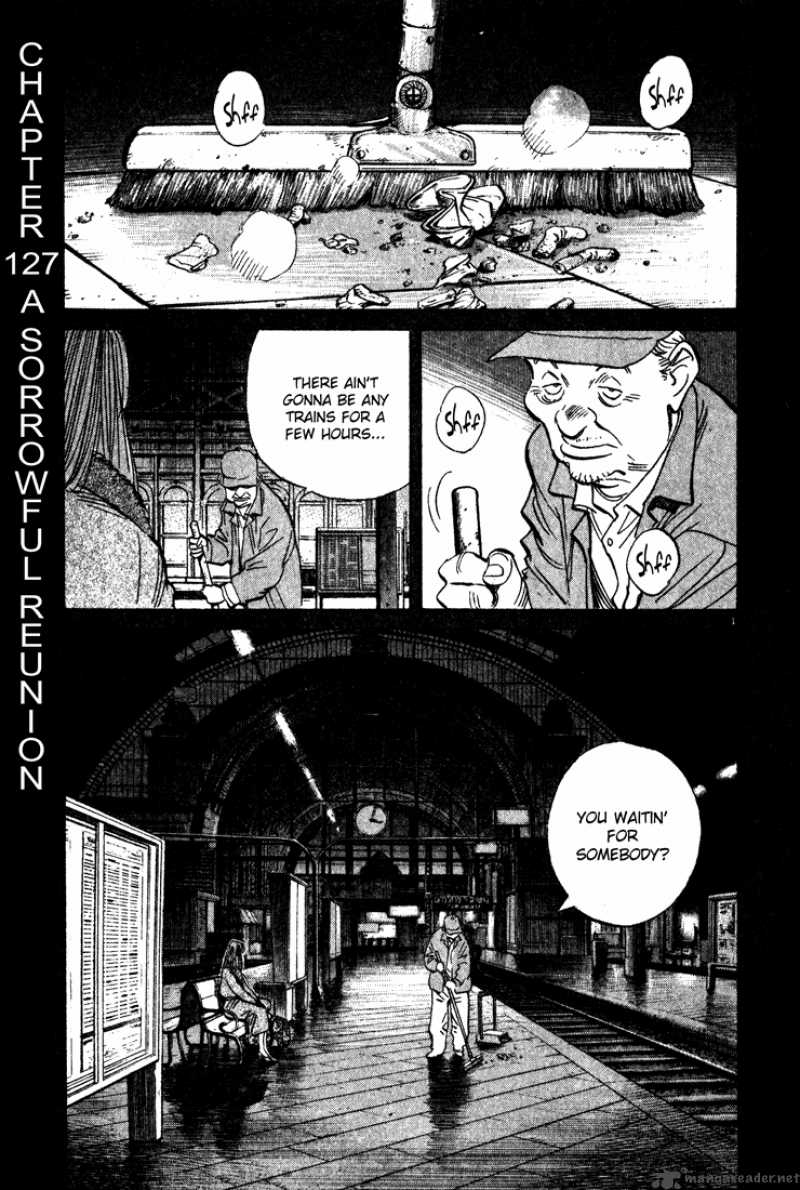 CHAPTER 127 A SORROWFUL REUNION
Shff
Shff
THERE AIN'T
GONNA BE ANY
TRAINS FOR A
FEW HOURS...
Shff
Shff
YOU WAITIN'
FOR
SOMEBODY?
mangareader.net